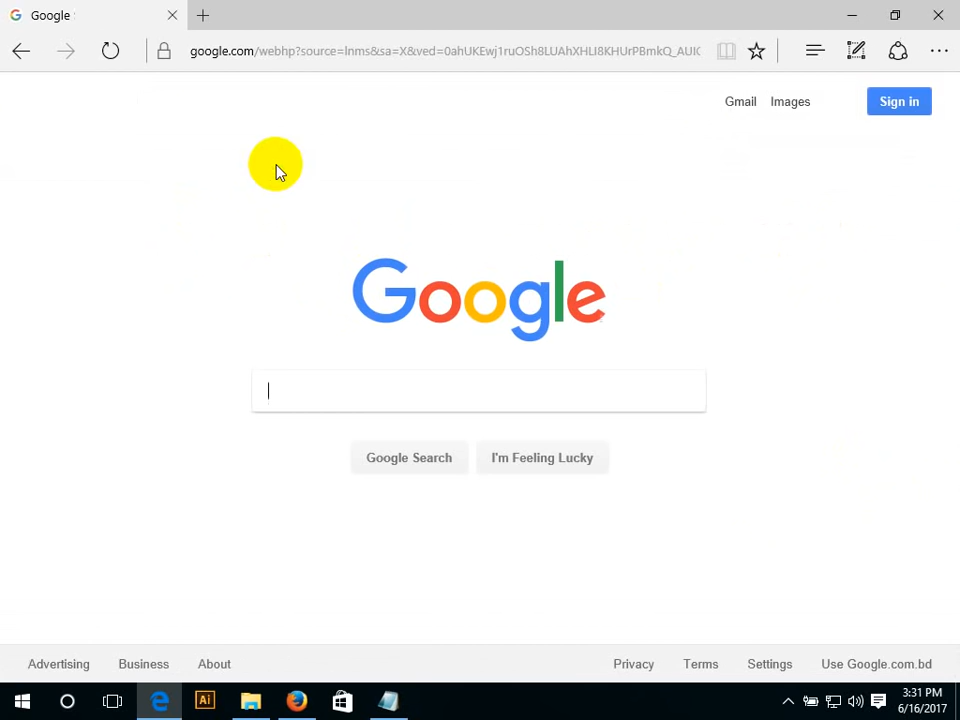 Google
google.com/webhp?source=lnms&sa=X&ved=0ahUKEwj1ruOSh8LUAhXHLI8KHUrPBmkQ_AUIC
Gmail Images Sign in
Google
Google Search I'm Feeling Lucky
Advertising Business About Privacy Terms Settings Use Google.com.bd
Ai
3:31 PM
6/16/2017